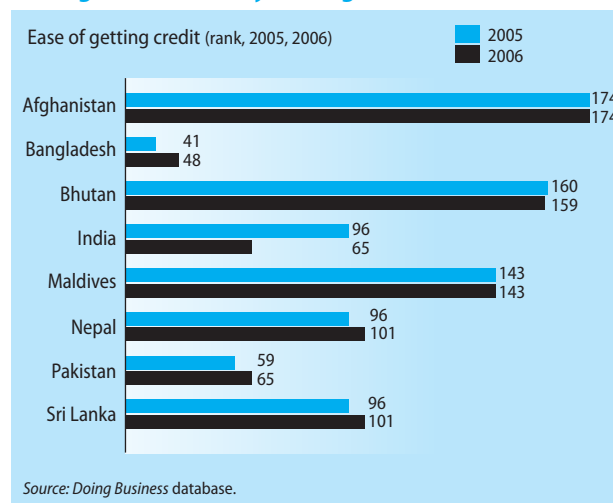 Ease of getting credit (rank, 2005, 2006)
2005
2006
Afghanistan
174
174
Bangladesh
41
48
Bhutan
160
159
India
96
65
Maldives
143
143
Nepal
96
101
Pakistan
59
65
Sri Lanka
96
101
Source: Doing Business database.